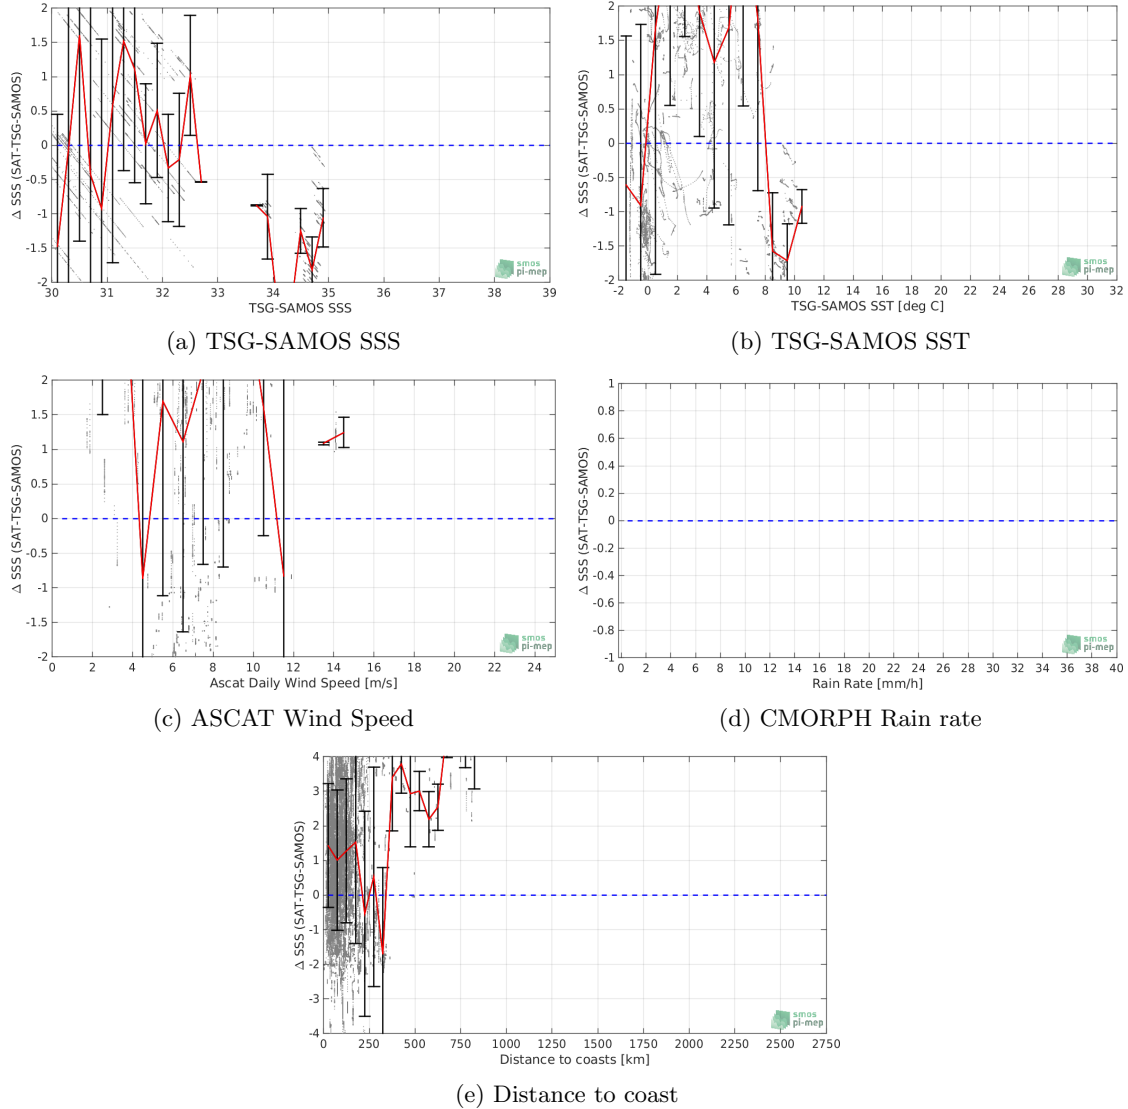 2
1.5
1
0.5
0
-0.5
-1
-1.5
-2
Δ SSS (SAT-TSG-SAMOS)
30 31 32 33 34 35 36 37 38 39
TSG-SAMOS SSS
smos
pi-mep
(a) TSG-SAMOS SSS
2
1.5
1
0.5
0
-0.5
-1
-1.5
-2
Δ SSS (SAT-TSG-SAMOS)
-2 0 2 4 6 8 10 12 14 16 18 20 22 24 26 28 30 32
TSG-SAMOS SST [deg C]
smos
pi-mep
(b) TSG-SAMOS SST
2
1.5
1
0.5
0
-0.5
-1
-1.5
-2
Δ SSS (SAT-TSG-SAMOS)
0 2 4 6 8 10 12 14 16 18 20 22 24
Ascat Daily Wind Speed [m/s]
smos
pi-mep
(c) ASCAT Wind Speed
1
0.8
0.6
0.4
0.2
0
-0.2
-0.4
-0.6
-0.8
-1
Δ SSS (SAT-TSG-SAMOS)
0 2 4 6 8 10 12 14 16 18 20 22 24 26 28 30 32 34 36 38 40
Rain Rate [mm/h]
smos
pi-mep
(d) CMORPH Rain rate
4
3
2
1
0
-1
-2
-3
-4
Δ SSS (SAT-TSG-SAMOS)
0 250 500 750 1000 1250 1500 1750 2000 2250 2500 2750
Distance to coasts [km]
smos
pi-mep
(e) Distance to coast